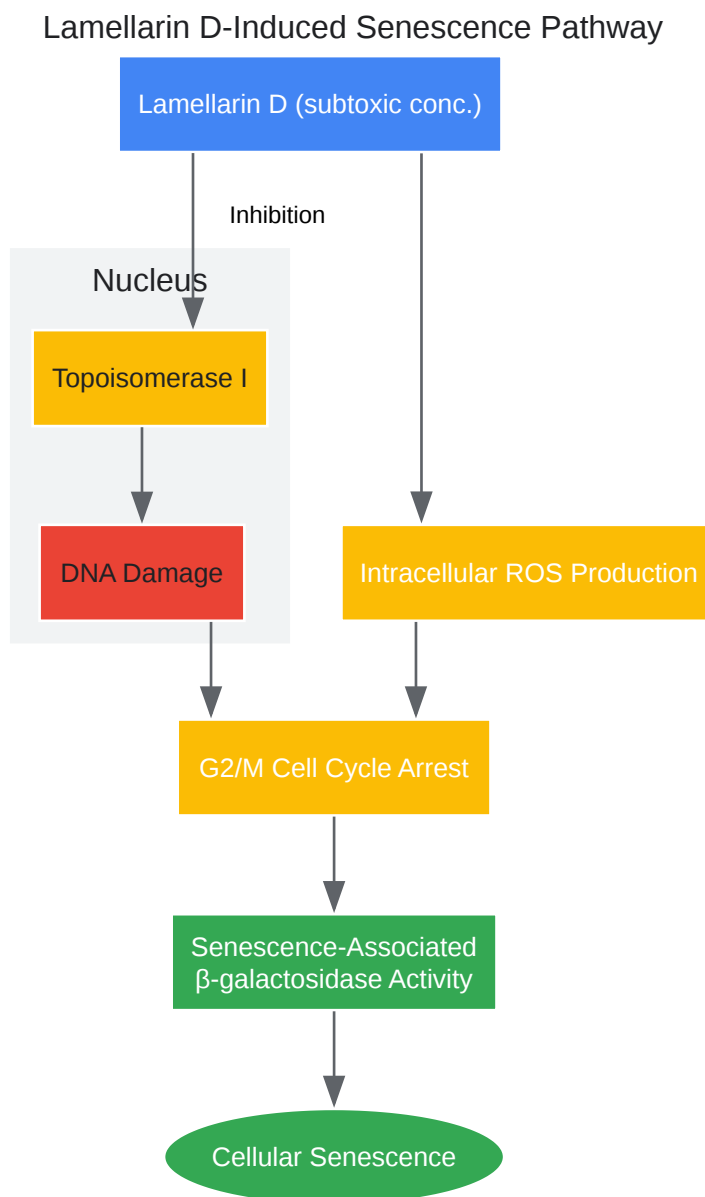 Lamellarin D-Induced Senescence Pathway
Lamellarin D (subtoxic conc.)
Inhibition
Nucleus
Topoisomerase I
DNA Damage
Intracellular ROS Production
G2/M Cell Cycle Arrest
Senescence-Associated
β-galactosidase Activity
Cellular Senescence